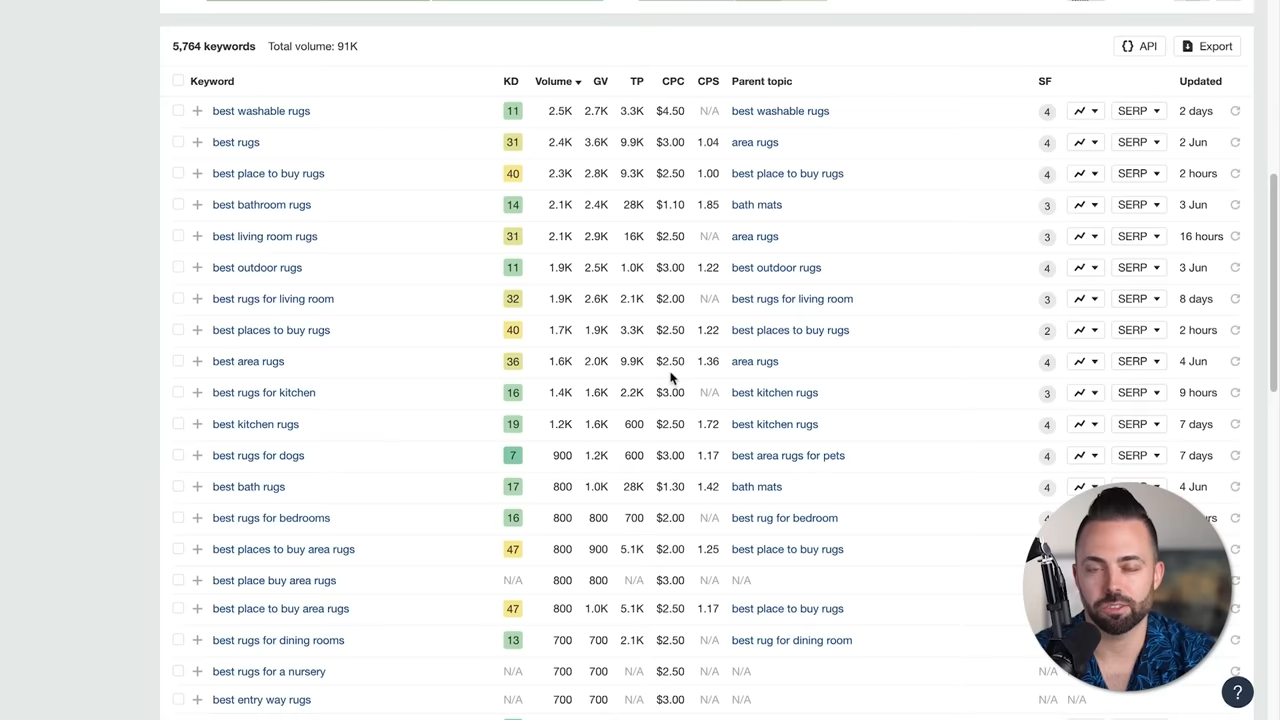 5,764 keywords Total volume: 91K API Export
Keyword KD Volume GV TP CPC CPS Parent topic SF Updated
best washable rugs 11 2.5K 2.7K 3.3K $4.50 N/A best washable rugs 4 SERP 2 days
best rugs 31 2.4K 3.6K 9.9K $3.00 1.04 area rugs 4 SERP 2 Jun
best place to buy rugs 40 2.3K 2.8K 9.3K $2.50 1.00 best place to buy rugs 4 SERP 2 hours
best bathroom rugs 14 2.1K 2.4K 28K $1.10 1.85 bath mats 3 SERP 3 Jun
best living room rugs 31 2.1K 2.9K 16K $2.50 N/A area rugs 3 SERP 16 hours
best outdoor rugs 11 1.9K 2.5K 1.0K $3.00 1.22 best outdoor rugs 4 SERP 3 Jun
best rugs for living room 32 1.9K 2.6K 2.1K $2.00 N/A best rugs for living room 3 SERP 8 days
best places to buy rugs 40 1.7K 1.9K 3.3K $2.50 1.22 best places to buy rugs 2 SERP 2 hours
best area rugs 36 1.6K 2.0K 9.9K $2.50 1.36 area rugs 4 SERP 4 Jun
best rugs for kitchen 16 1.4K 1.6K 2.2K $3.00 N/A best kitchen rugs 3 SERP 9 hours
best kitchen rugs 19 1.2K 1.6K 600 $2.50 1.72 best kitchen rugs 4 SERP 7 days
best rugs for dogs 7 900 1.2K 600 $3.00 1.17 best area rugs for pets 4 SERP 7 days
best bath rugs 17 800 1.0K 28K $1.30 1.42 bath mats 4 4 Jun
best rugs for bedrooms 16 800 800 700 $2.00 N/A best rug for bedroom
best places to buy area rugs 47 800 900 5.1K $2.00 1.25 best place to buy rugs
best place buy area rugs N/A 800 800 N/A $3.00 N/A N/A
best place to buy area rugs 47 800 1.0K 5.1K $2.50 1.17 best place to buy rugs
best rugs for dining rooms 13 700 700 2.1K $2.50 N/A best rug for dining room
best rugs for a nursery N/A 700 700 N/A $2.50 N/A N/A N/A
best entry way rugs N/A 700 700 N/A $3.00 N/A N/A N/A N/A
?